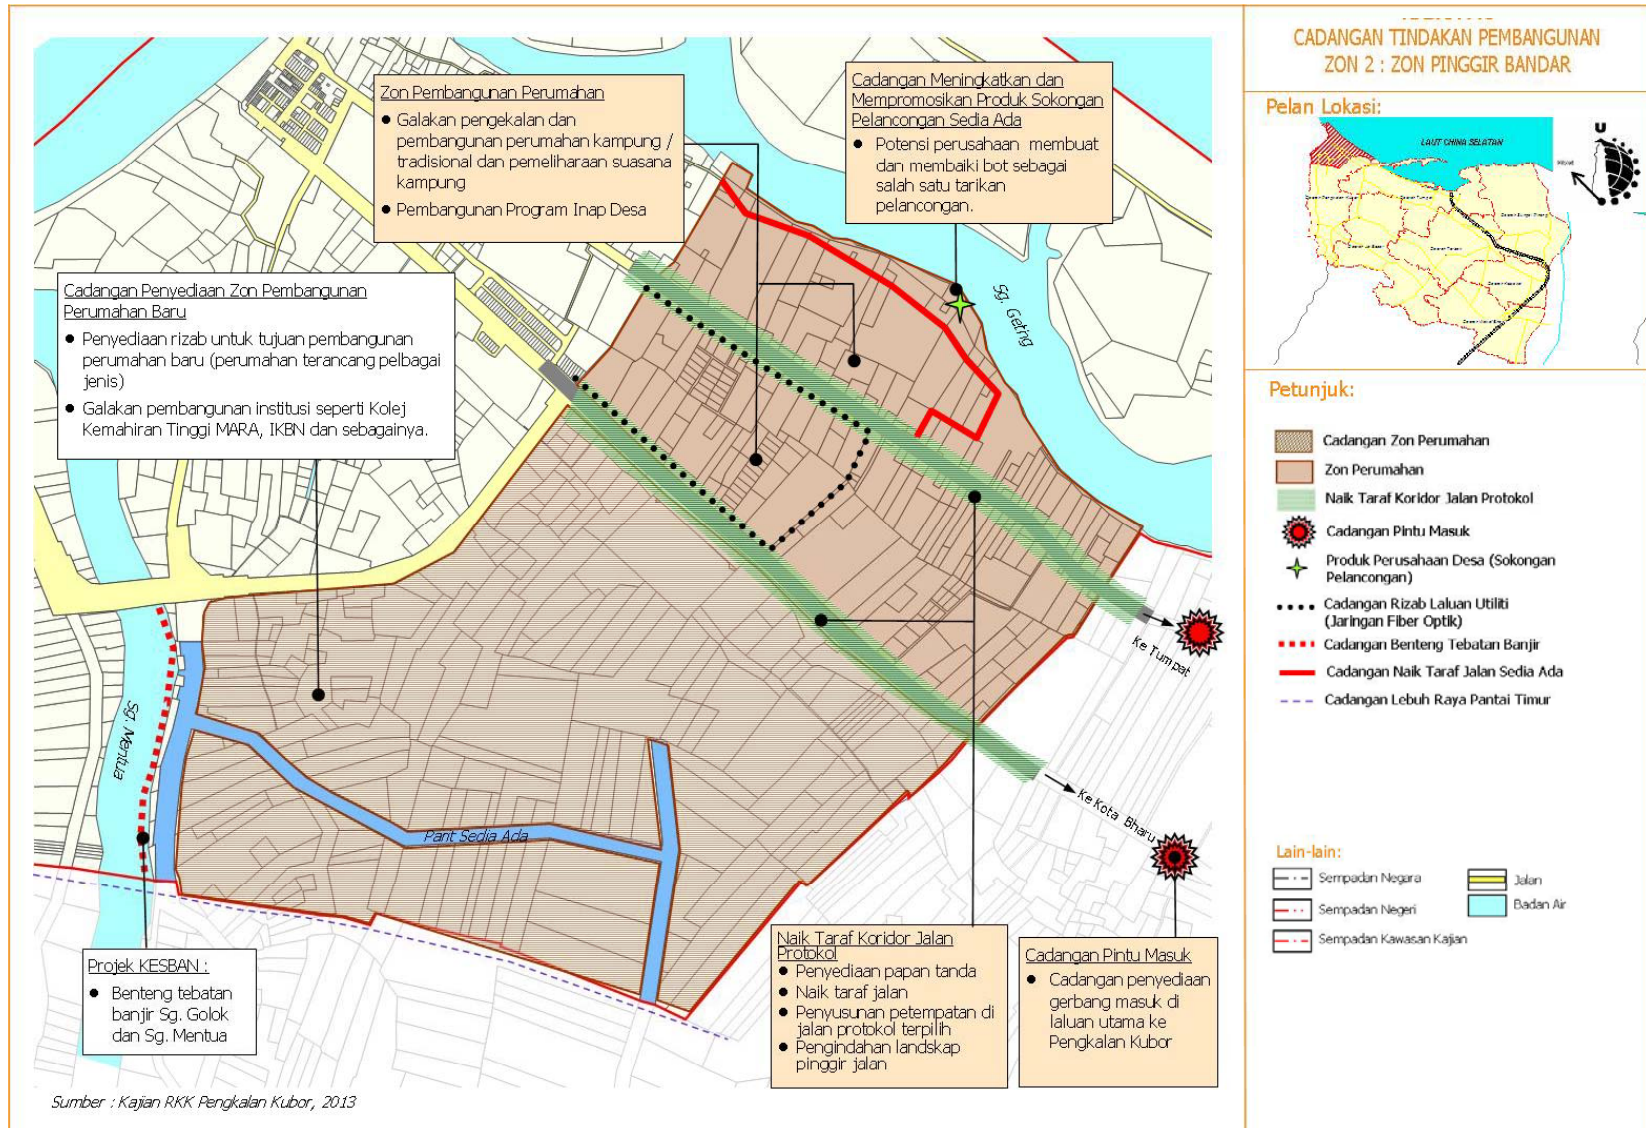 CADANGAN TINDAKAN PEMBANGUNAN
ZON 2 : ZON PINGGIR BANDAR
Pelan Lokasi:
LAUT CHINA SELATAN
U
Zon Pembangunan Perumahan
● Galakan pengekalan dan
pembangunan perumahan kampung /
tradisional dan pemeliharaan suasana
kampung
● Pembangunan Program Inap Desa
Cadangan Meningkatkan dan
Mempromosikan Produk Sokongan
Pelancongan Sedia Ada
● Potensi perusahaan membuat
dan membaiki bot sebagai
salah satu tarikan
pelancongan.
Cadangan Penyediaan Zon Pembangunan
Perumahan Baru
● Penyediaan rizab untuk tujuan pembangunan
perumahan baru (perumahan terancang pelbagai
jenis)
● Galakan pembangunan institusi seperti Kolej
Kemahiran Tinggi MARA, IKBN dan sebagainya.
Sg. Geting
Ke Tumpat
Sg. Mentua
Ke Kota Bharu
Parit Sedia Ada
Projek KESBAN :
● Benteng tebatan
banjir Sg. Golok
dan Sg. Mentua
Naik Taraf Koridor Jalan
Protokol
● Penyediaan papan tanda
● Naik taraf jalan
● Penyusunan petempatan di
jalan protokol terpilih
● Pengindahan landskap
pinggir jalan
Cadangan Pintu Masuk
● Cadangan penyediaan
gerbang masuk di
laluan utama ke
Pengkalan Kubor
Petunjuk:
Cadangan Zon Perumahan
Zon Perumahan
Naik Taraf Koridor Jalan Protokol
Cadangan Pintu Masuk
Produk Perusahaan Desa (Sokongan
Pelancongan)
Cadangan Rizab Laluan Utiliti
(Jaringan Fiber Optik)
Cadangan Benteng Tebatan Banjir
Cadangan Naik Taraf Jalan Sedia Ada
Cadangan Lebuh Raya Pantai Timur
Lain-lain:
Sempadan Negara
Jalan
Sempadan Negeri
Badan Air
Sempadan Kawasan Kajian
Sumber : Kajian RKK Pengkalan Kubor, 2013